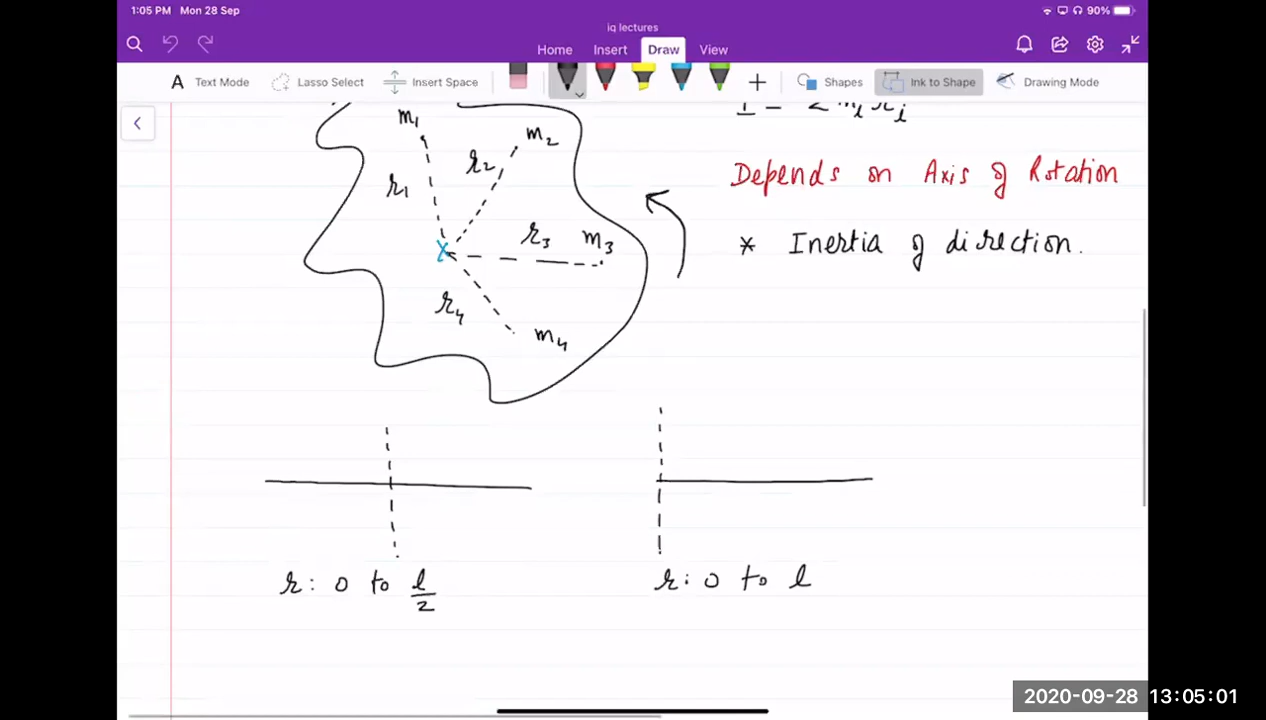 1:05 PM Mon 28 Sep
90%
iq lectures
Home Insert Draw View
Text Mode Lasso Select Insert Space Shapes Ink to Shape Drawing Mode
I = Σ mᵢ rᵢ
m₁
m₂
r₂
r₁
Depends on Axis of Rotation
r₃
m₃
* Inertia of direction.
r₄
m₄
r: 0 to l/2
r: 0 to l
2020-09-28 13:05:01